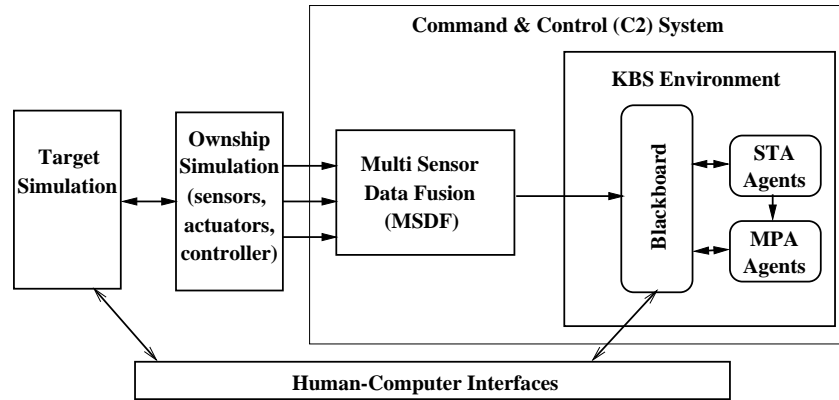 Command & Control (C2) System
KBS Environment
Target
Simulation
Ownship
Simulation
(sensors,
actuators,
controller)
Multi Sensor
Data Fusion
(MSDF)
Blackboard
STA
Agents
MPA
Agents
Human-Computer Interfaces